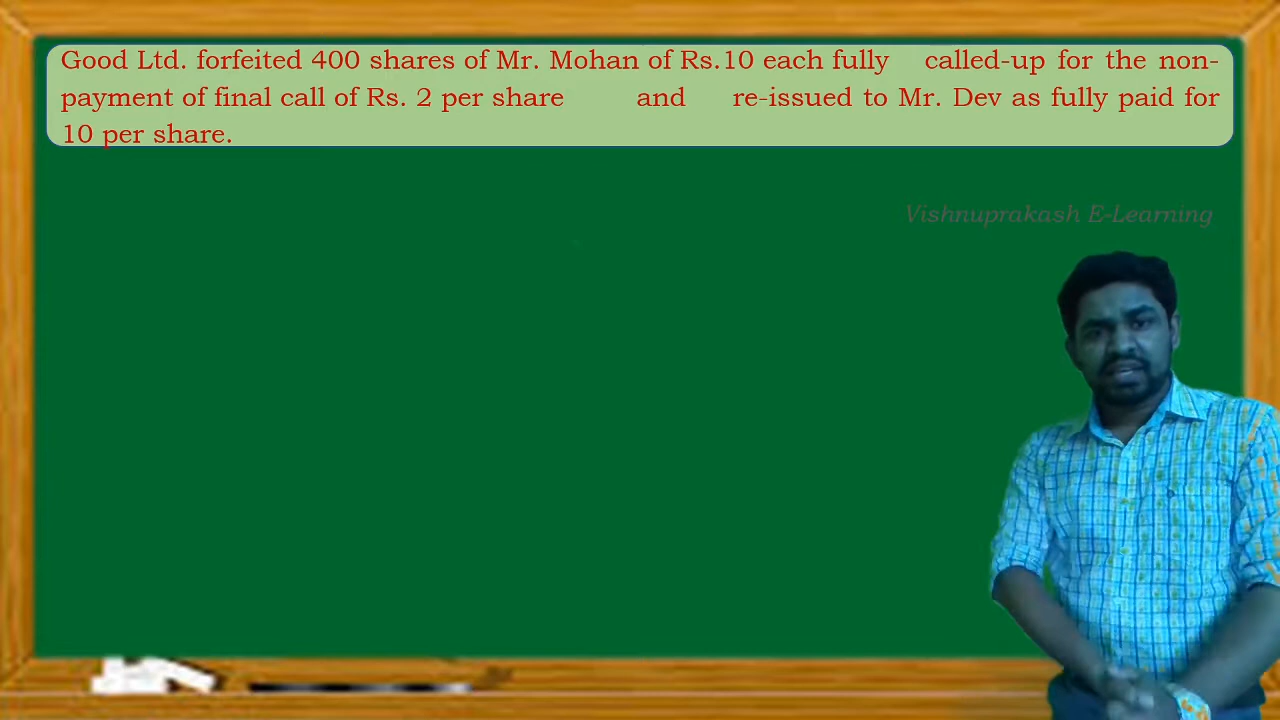 Good Ltd. forfeited 400 shares of Mr. Mohan of Rs.10 each fully called-up for the non-
payment of final call of Rs. 2 per share and re-issued to Mr. Dev as fully paid for
10 per share.
Vishnuprakash E-Learning